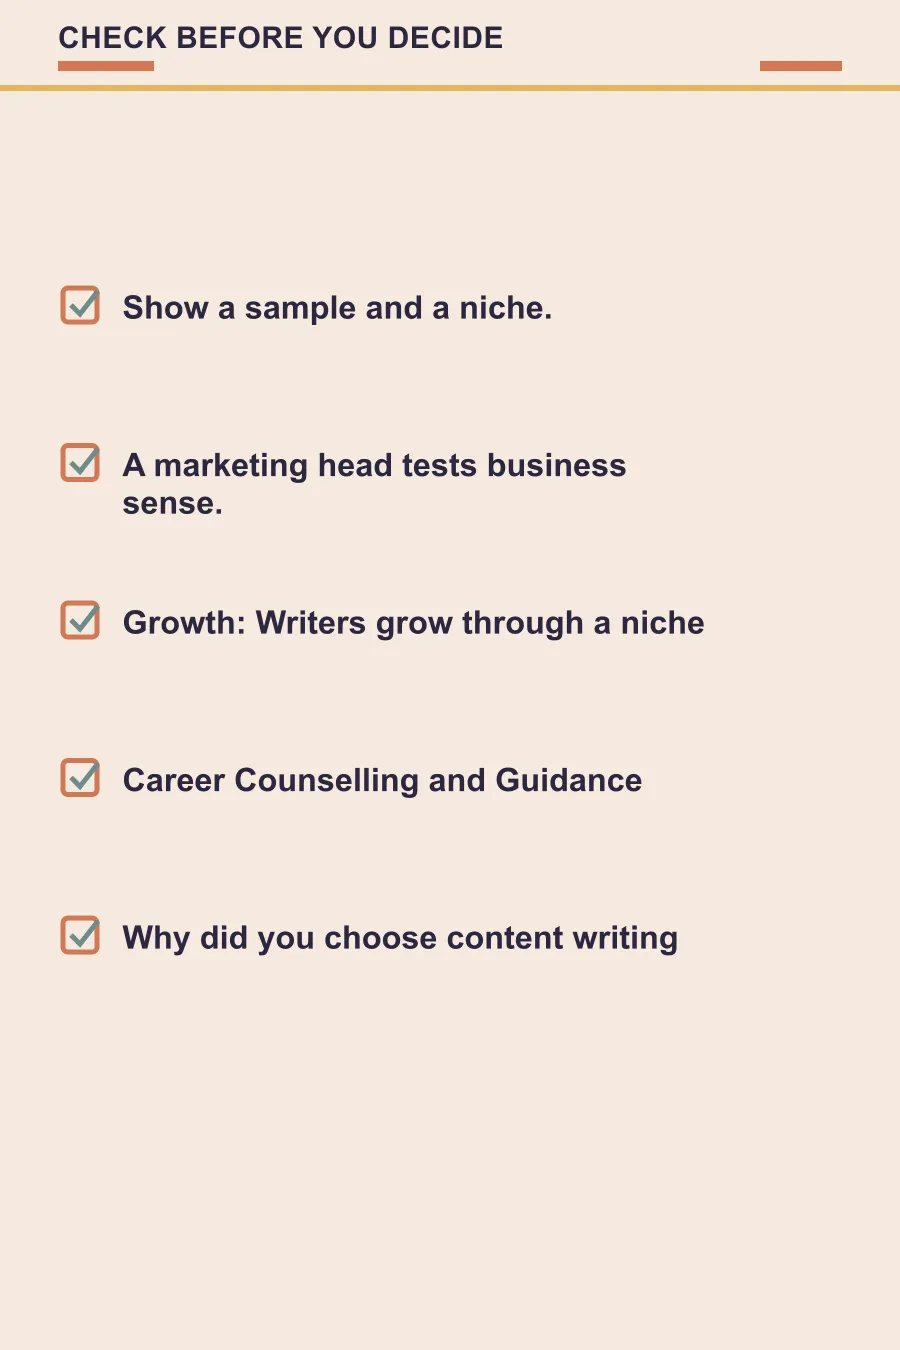 CHECK BEFORE YOU DECIDE
Show a sample and a niche.
A marketing head tests business
sense.
Growth: Writers grow through a niche
Career Counselling and Guidance
Why did you choose content writing